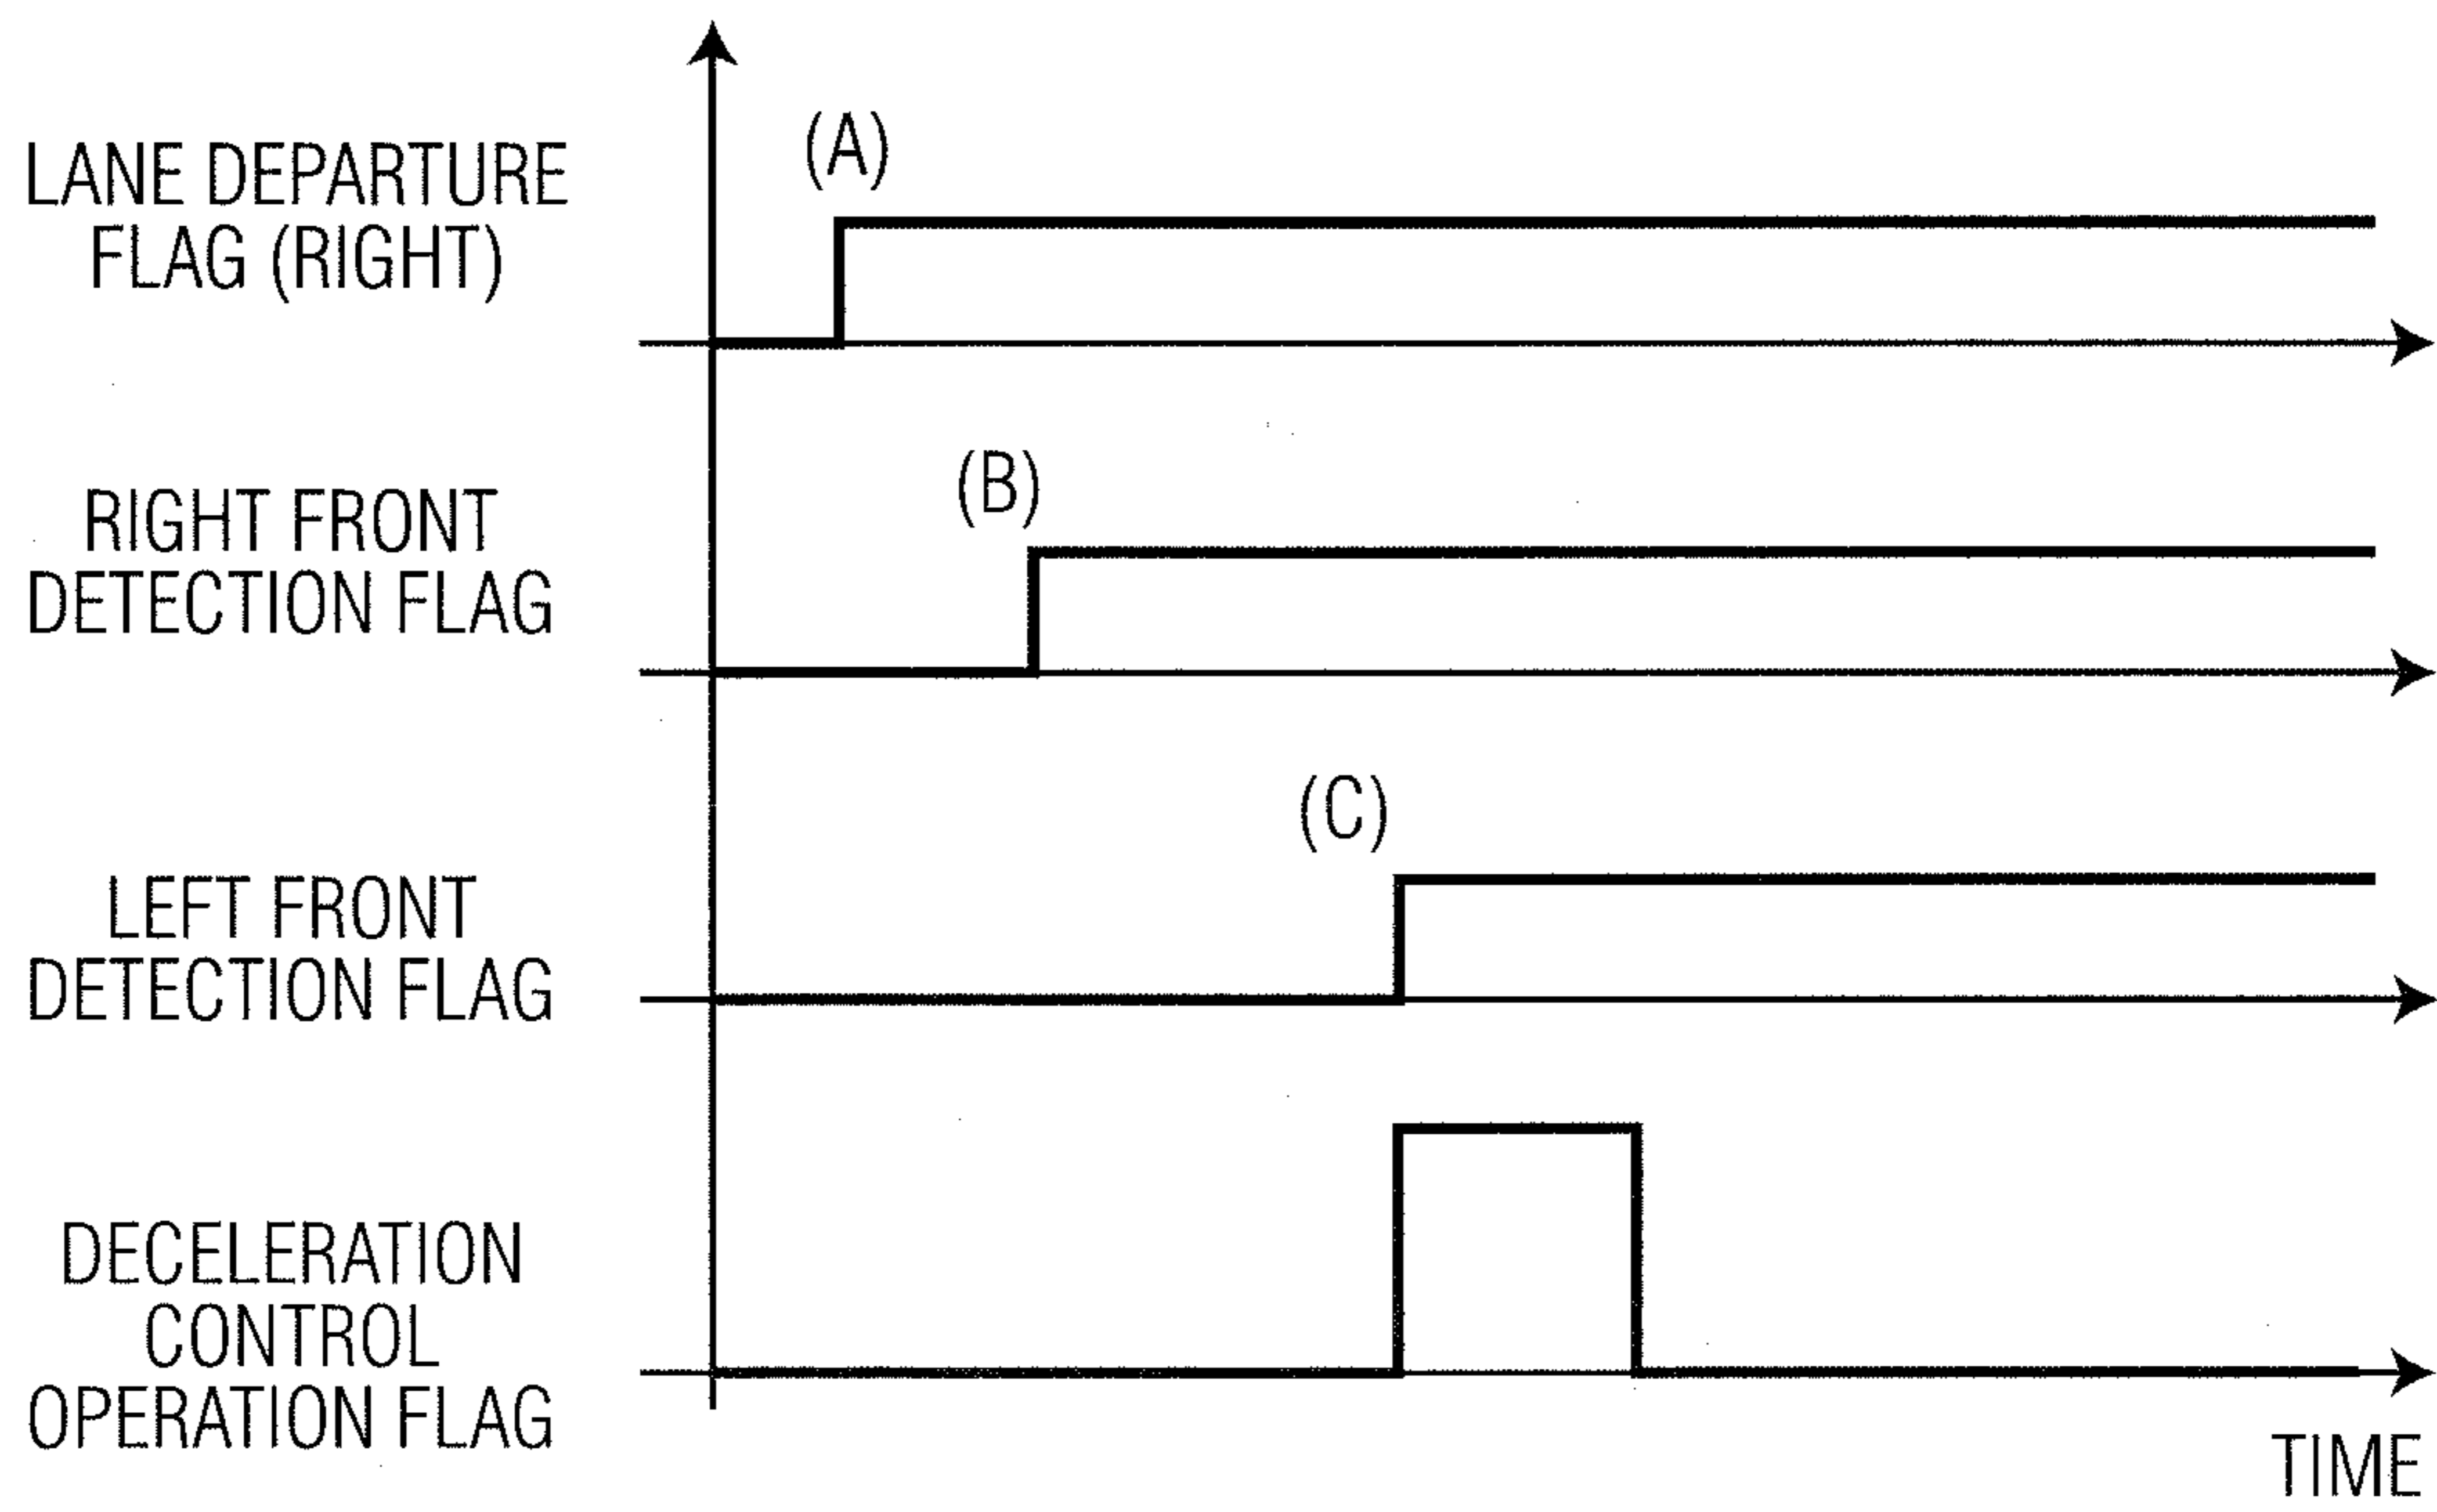 (A)
LANE DEPARTURE
FLAG (RIGHT)
(B)
RIGHT FRONT
DETECTION FLAG
(C)
LEFT FRONT
DETECTION FLAG
DECELERATION
CONTROL
OPERATION FLAG
TIME